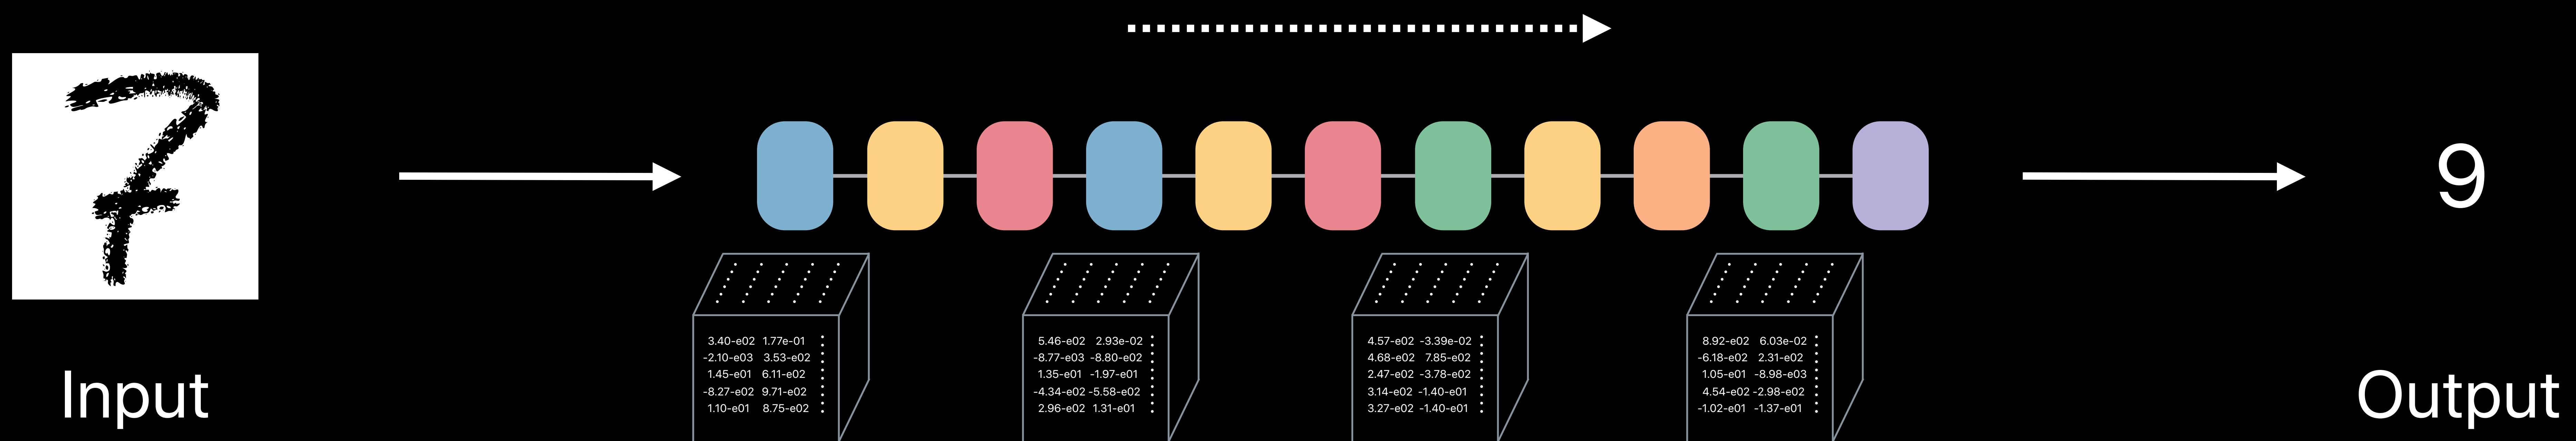 7
9
3.40-e02 1.77e-01
-2.10-e03 3.53-e02
1.45-e01 6.11-e02
-8.27-e02 9.71-e02
1.10-e01 8.75-e02
5.46-e02 2.93e-02
-8.77-e03 -8.80-e02
1.35-e01 -1.97-e01
-4.34-e02 -5.58-e02
2.96-e02 1.31-e01
4.57-e02 -3.39e-02
4.68-e02 7.85-e02
2.47-e02 -3.78-e02
3.14-e02 -1.40-e01
3.27-e02 -1.40-e01
8.92-e02 6.03e-02
-6.18-e02 2.31-e02
1.05-e01 -8.98-e03
4.54-e02 -2.98-e02
-1.02-e01 -1.37-e01
Input
Output